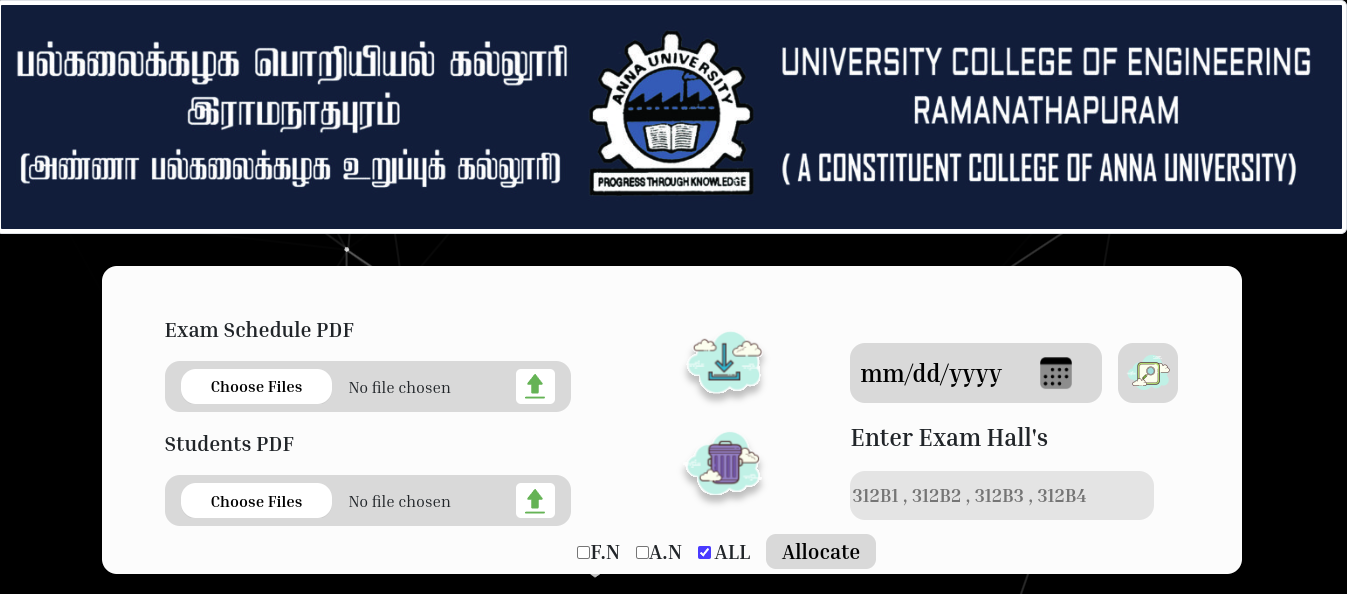 பல்கலைக்கழக பொறியியல் கல்லூரி
இராமநாதபுரம்
(அண்ணா பல்கலைக்கழக உறுப்புக் கல்லூரி)
ANNA UNIVERSITY
PROGRESS THROUGH KNOWLEDGE
UNIVERSITY COLLEGE OF ENGINEERING
RAMANATHAPURAM
( A CONSTITUENT COLLEGE OF ANNA UNIVERSITY)
Exam Schedule PDF
Choose Files No file chosen
Students PDF
Choose Files No file chosen
mm/dd/yyyy
Enter Exam Hall's
312B1 , 312B2 , 312B3 , 312B4
F.N A.N ALL Allocate